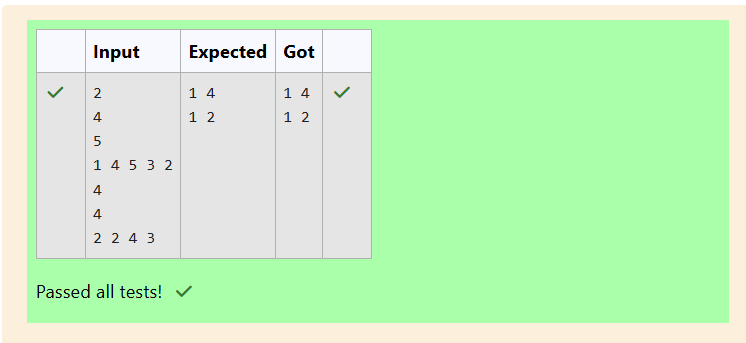 Input Expected Got
2 1 4 1 4
4 1 2 1 2
5
1 4 5 3 2
4
4
2 2 4 3
Passed all tests!